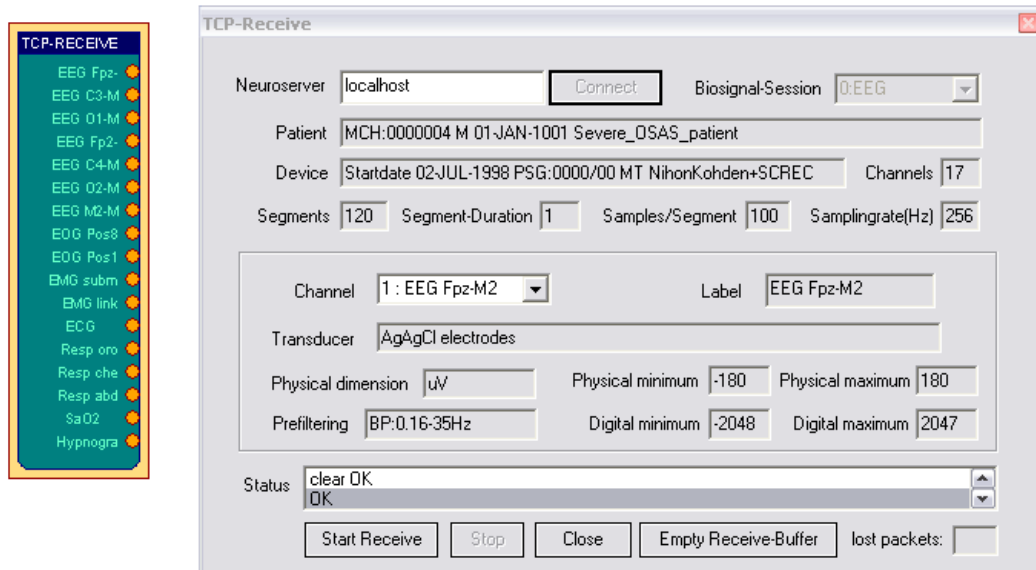 TCP-RECEIVE
EEG Fpz-
EEG C3-M
EEG O1-M
EEG Fp2-
EEG C4-M
EEG O2-M
EEG M2-M
EOG Pos8
EOG Pos1
EMG subm
EMG link
ECG
Resp oro
Resp che
Resp abd
SaO2
Hypnogra
TCP-Receive
Neuroserver localhost Connect Biosignal-Session 0:EEG
Patient MCH:0000004 M 01-JAN-1001 Severe_OSAS_patient
Device Startdate 02-JUL-1998 PSG:0000/00 MT NihonKohden+SCREC Channels 17
Segments 120 Segment-Duration 1 Samples/Segment 100 Samplingrate(Hz) 256
Channel 1 : EEG Fpz-M2 Label EEG Fpz-M2
Transducer AgAgCl electrodes
Physical dimension uV Physical minimum -180 Physical maximum 180
Prefiltering BP:0.16-35Hz Digital minimum -2048 Digital maximum 2047
Status clear OK
OK
Start Receive Stop Close Empty Receive-Buffer lost packets: